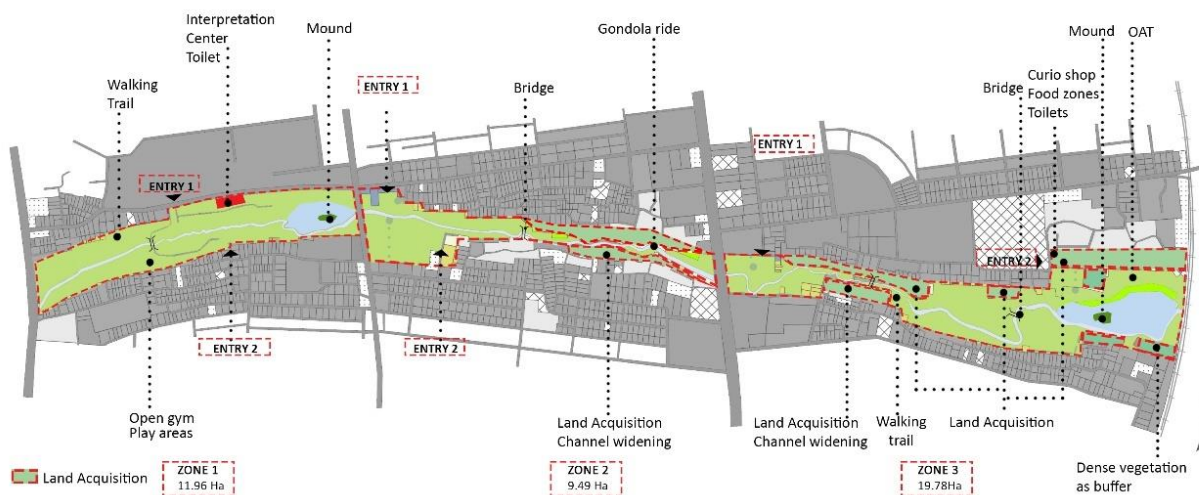 Interpretation
Center
Toilet
Mound
Gondola ride
Mound
OAT
Walking
Trail
ENTRY 1
Bridge
Bridge
Curio shop
Food zones
Toilets
ENTRY 1
ENTRY 1
ENTRY 2
ENTRY 2
ENTRY 2
Open gym
Play areas
Land Acquisition
Channel widening
Land Acquisition
Channel widening
Walking
trail
Land Acquisition
Dense vegetation
as buffer
Land Acquisition
ZONE 1
11.96 Ha
ZONE 2
9.49 Ha
ZONE 3
19.78Ha